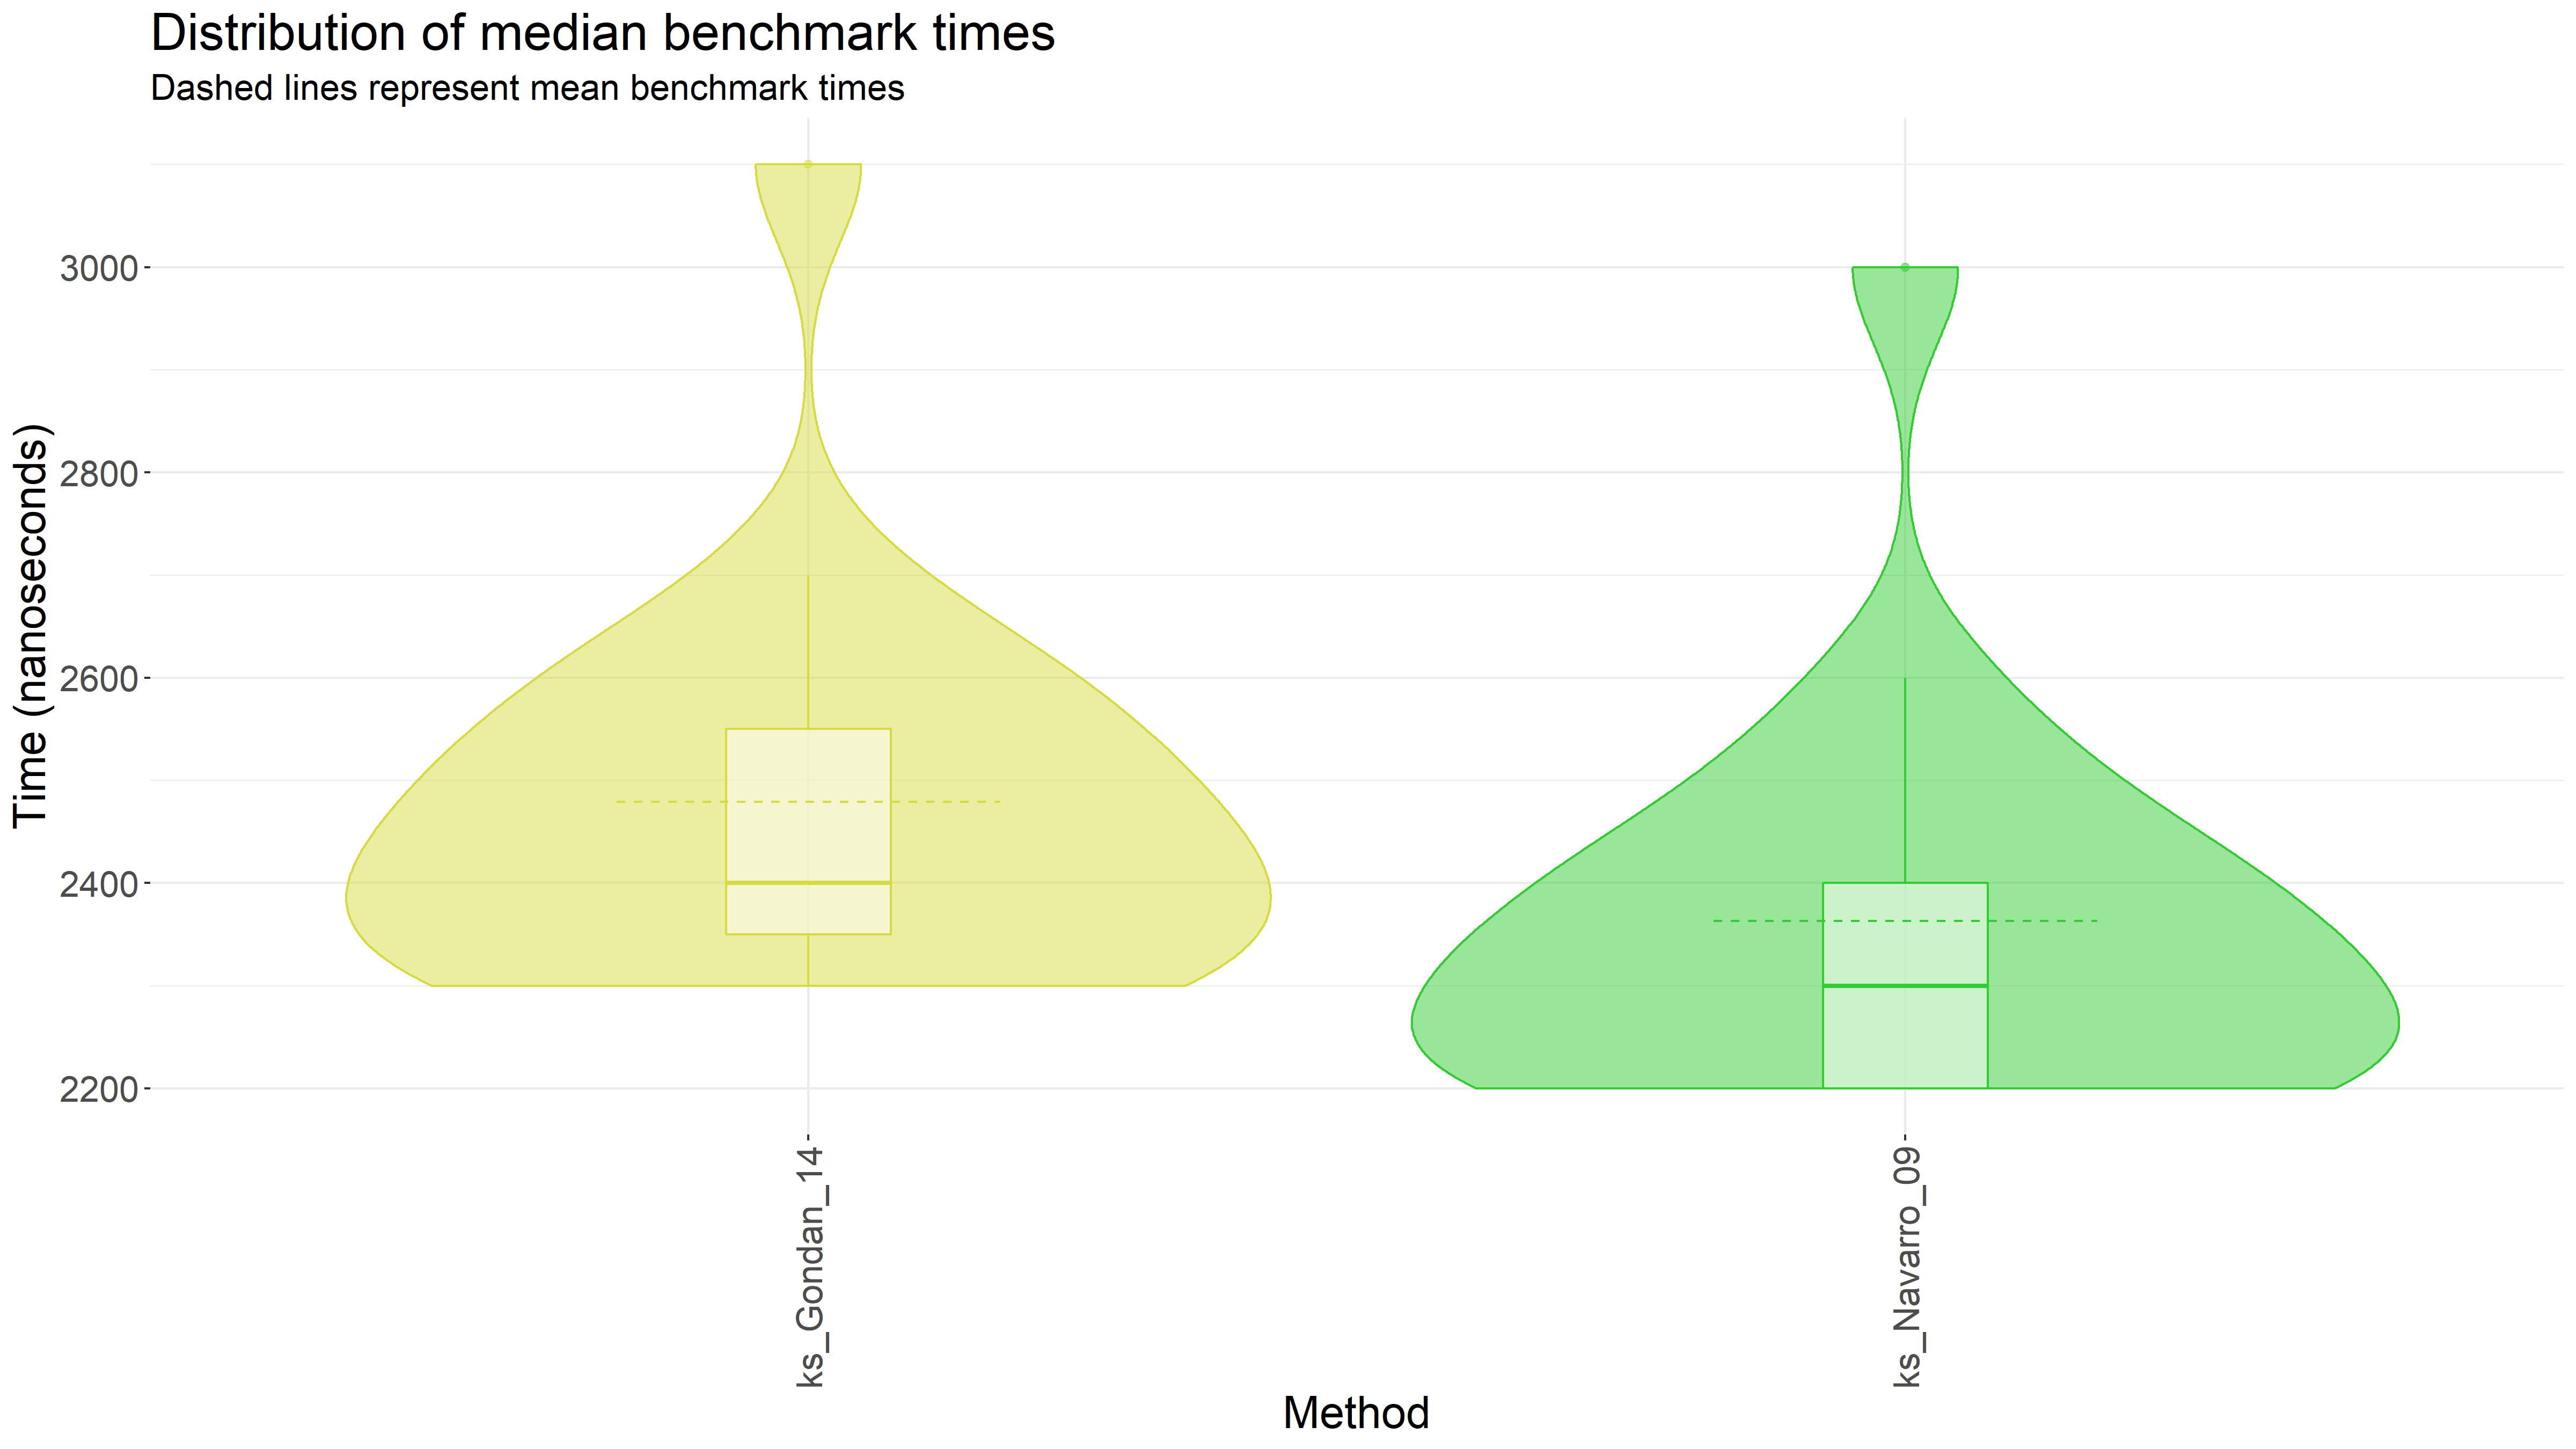 Distribution of median benchmark times
Dashed lines represent mean benchmark times
Time (nanoseconds)
3000
2800
2600
2400
2200
ks_Gondan_14
ks_Navarro_09
Method